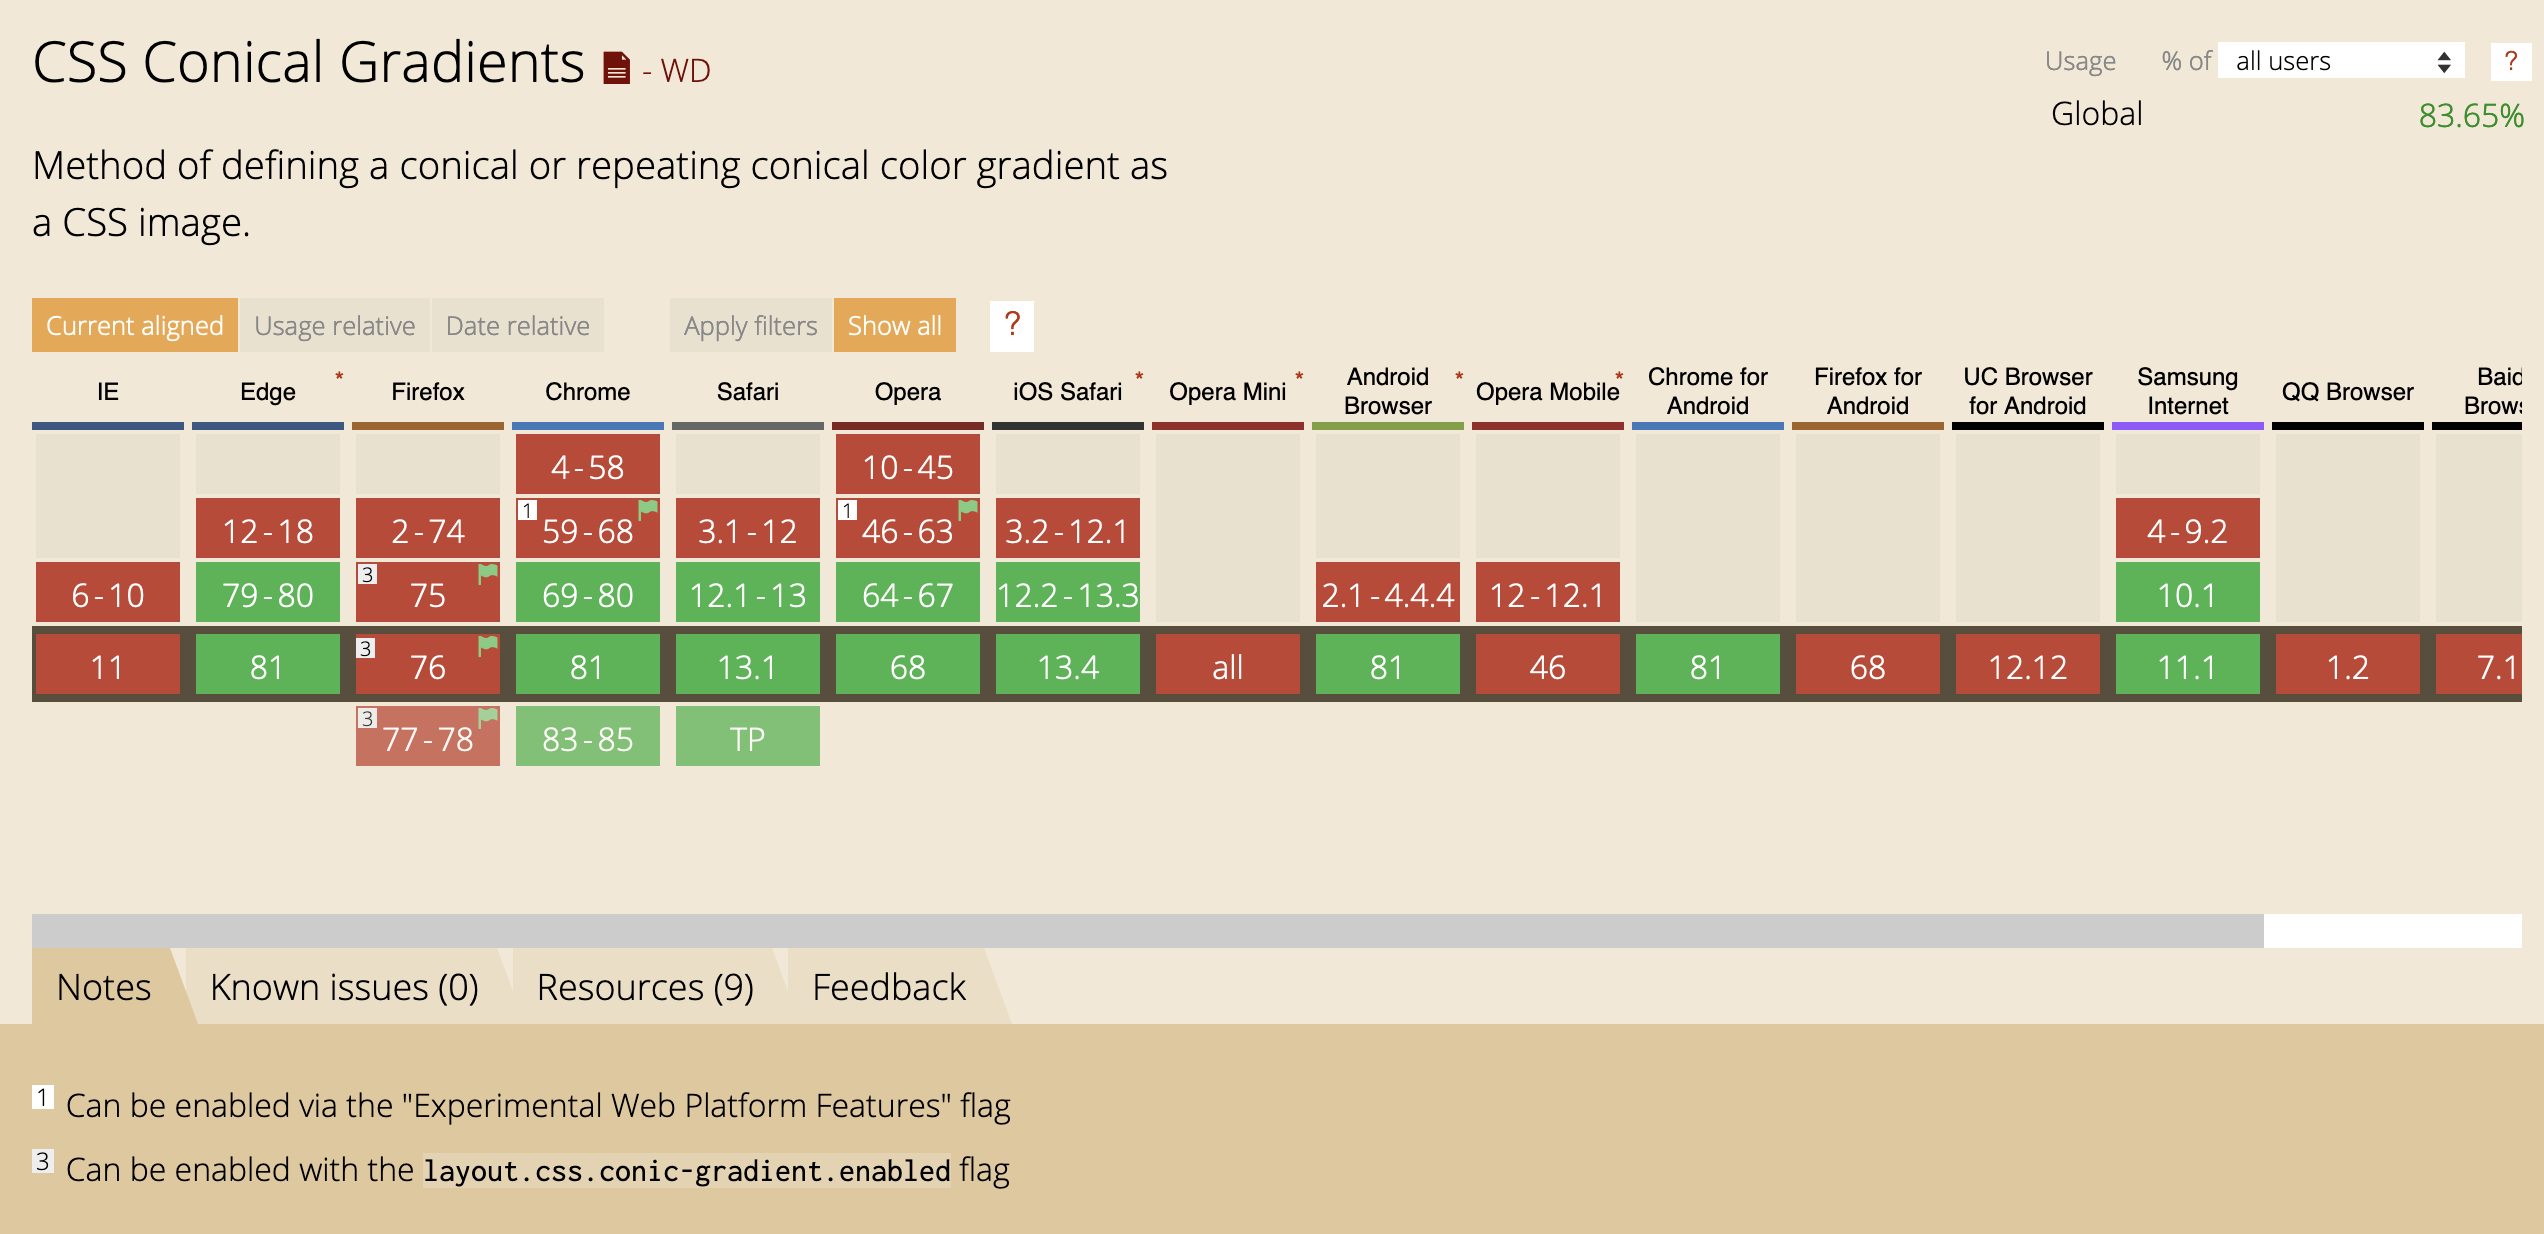 CSS Conical Gradients - WD
Usage % of all users ?
Global 83.65%
Method of defining a conical or repeating conical color gradient as
a CSS image.
Current aligned Usage relative Date relative Apply filters Show all ?
IE Edge * Firefox Chrome Safari Opera iOS Safari * Opera Mini * Android Browser * Opera Mobile * Chrome for Android Firefox for Android UC Browser for Android Samsung Internet QQ Browser Baid Brows
4-58 10-45
12-18 2-74 1 59-68 3.1-12 1 46-63 3.2-12.1 4-9.2
6-10 79-80 3 75 69-80 12.1-13 64-67 12.2-13.3 2.1-4.4.4 12-12.1 10.1
11 81 3 76 81 13.1 68 13.4 all 81 46 81 68 12.12 11.1 1.2 7.1
3 77-78 83-85 TP
Notes Known issues (0) Resources (9) Feedback
1 Can be enabled via the "Experimental Web Platform Features" flag
3 Can be enabled with the layout.css.conic-gradient.enabled flag